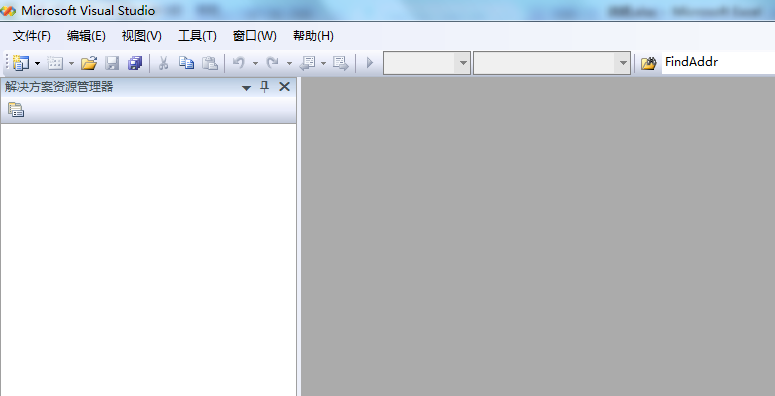 Microsoft Visual Studio
文件(F) 编辑(E) 视图(V) 工具(T) 窗口(W) 帮助(H)
FindAddr
解决方案资源管理器